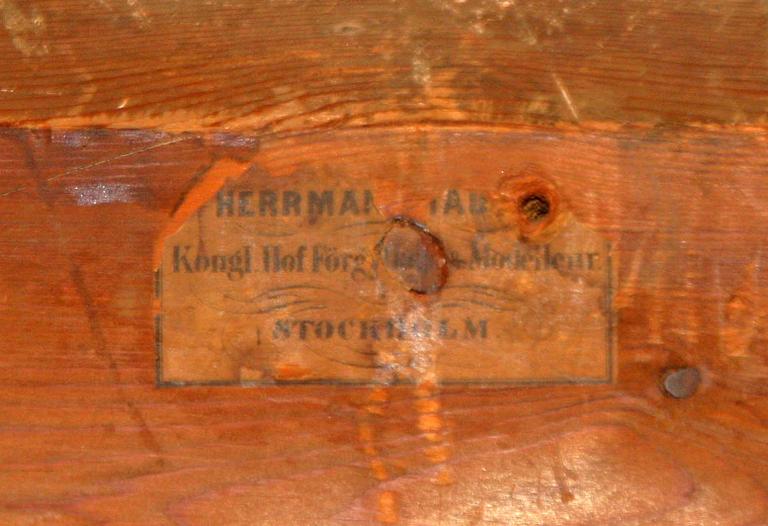 HERRMAN
Kongl. Hof Förg & Modelleur.
STOCKHOLM